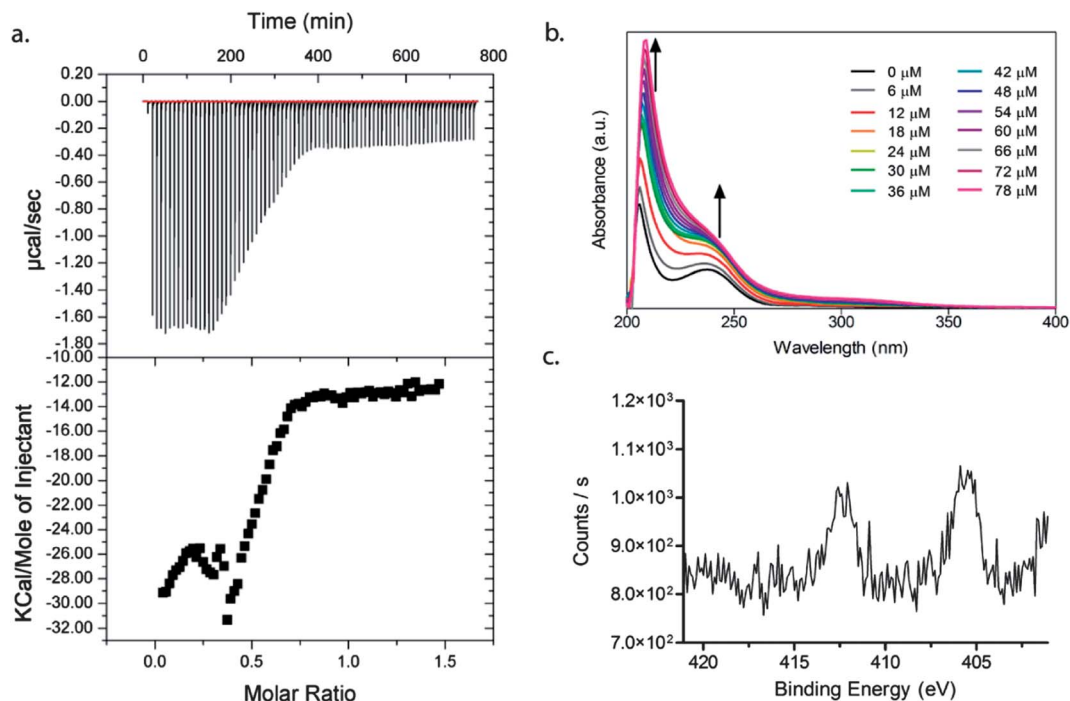 a.
Time (min)
0 200 400 600 800
0.20
0.00
-0.20
-0.40
-0.60
-0.80
-1.00
-1.20
-1.40
-1.60
-1.80
µcal/sec
-10.00
-12.00
-14.00
-16.00
-18.00
-20.00
-22.00
-24.00
-26.00
-28.00
-30.00
-32.00
KCal/Mole of Injectant
0.0 0.5 1.0 1.5
Molar Ratio
b.
Absorbance (a.u.)
0 µM 42 µM
6 µM 48 µM
12 µM 54 µM
18 µM 60 µM
24 µM 66 µM
30 µM 72 µM
36 µM 78 µM
200 250 300 350 400
Wavelength (nm)
c.
1.2×10³
1.1×10³
1.0×10³
9.0×10²
8.0×10²
7.0×10²
Counts / s
420 415 410 405
Binding Energy (eV)